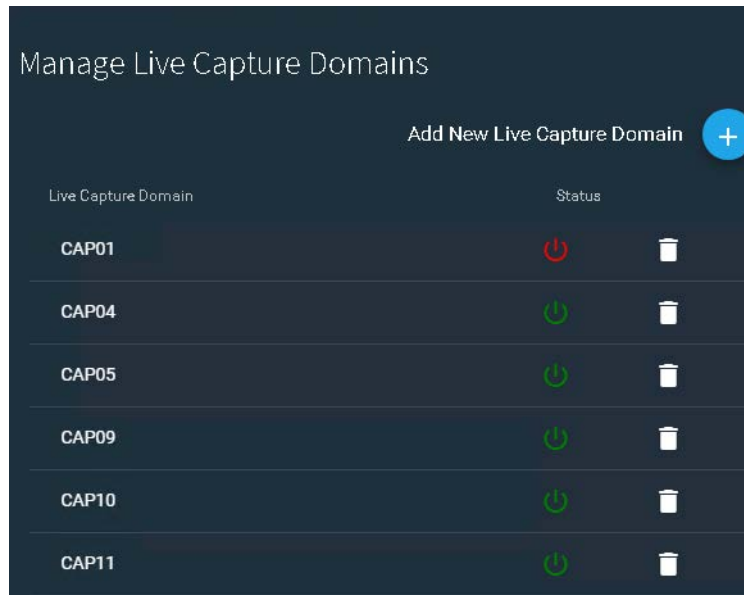 Manage Live Capture Domains
Add New Live Capture Domain
Live Capture Domain Status
CAP01
CAP04
CAP05
CAP09
CAP10
CAP11